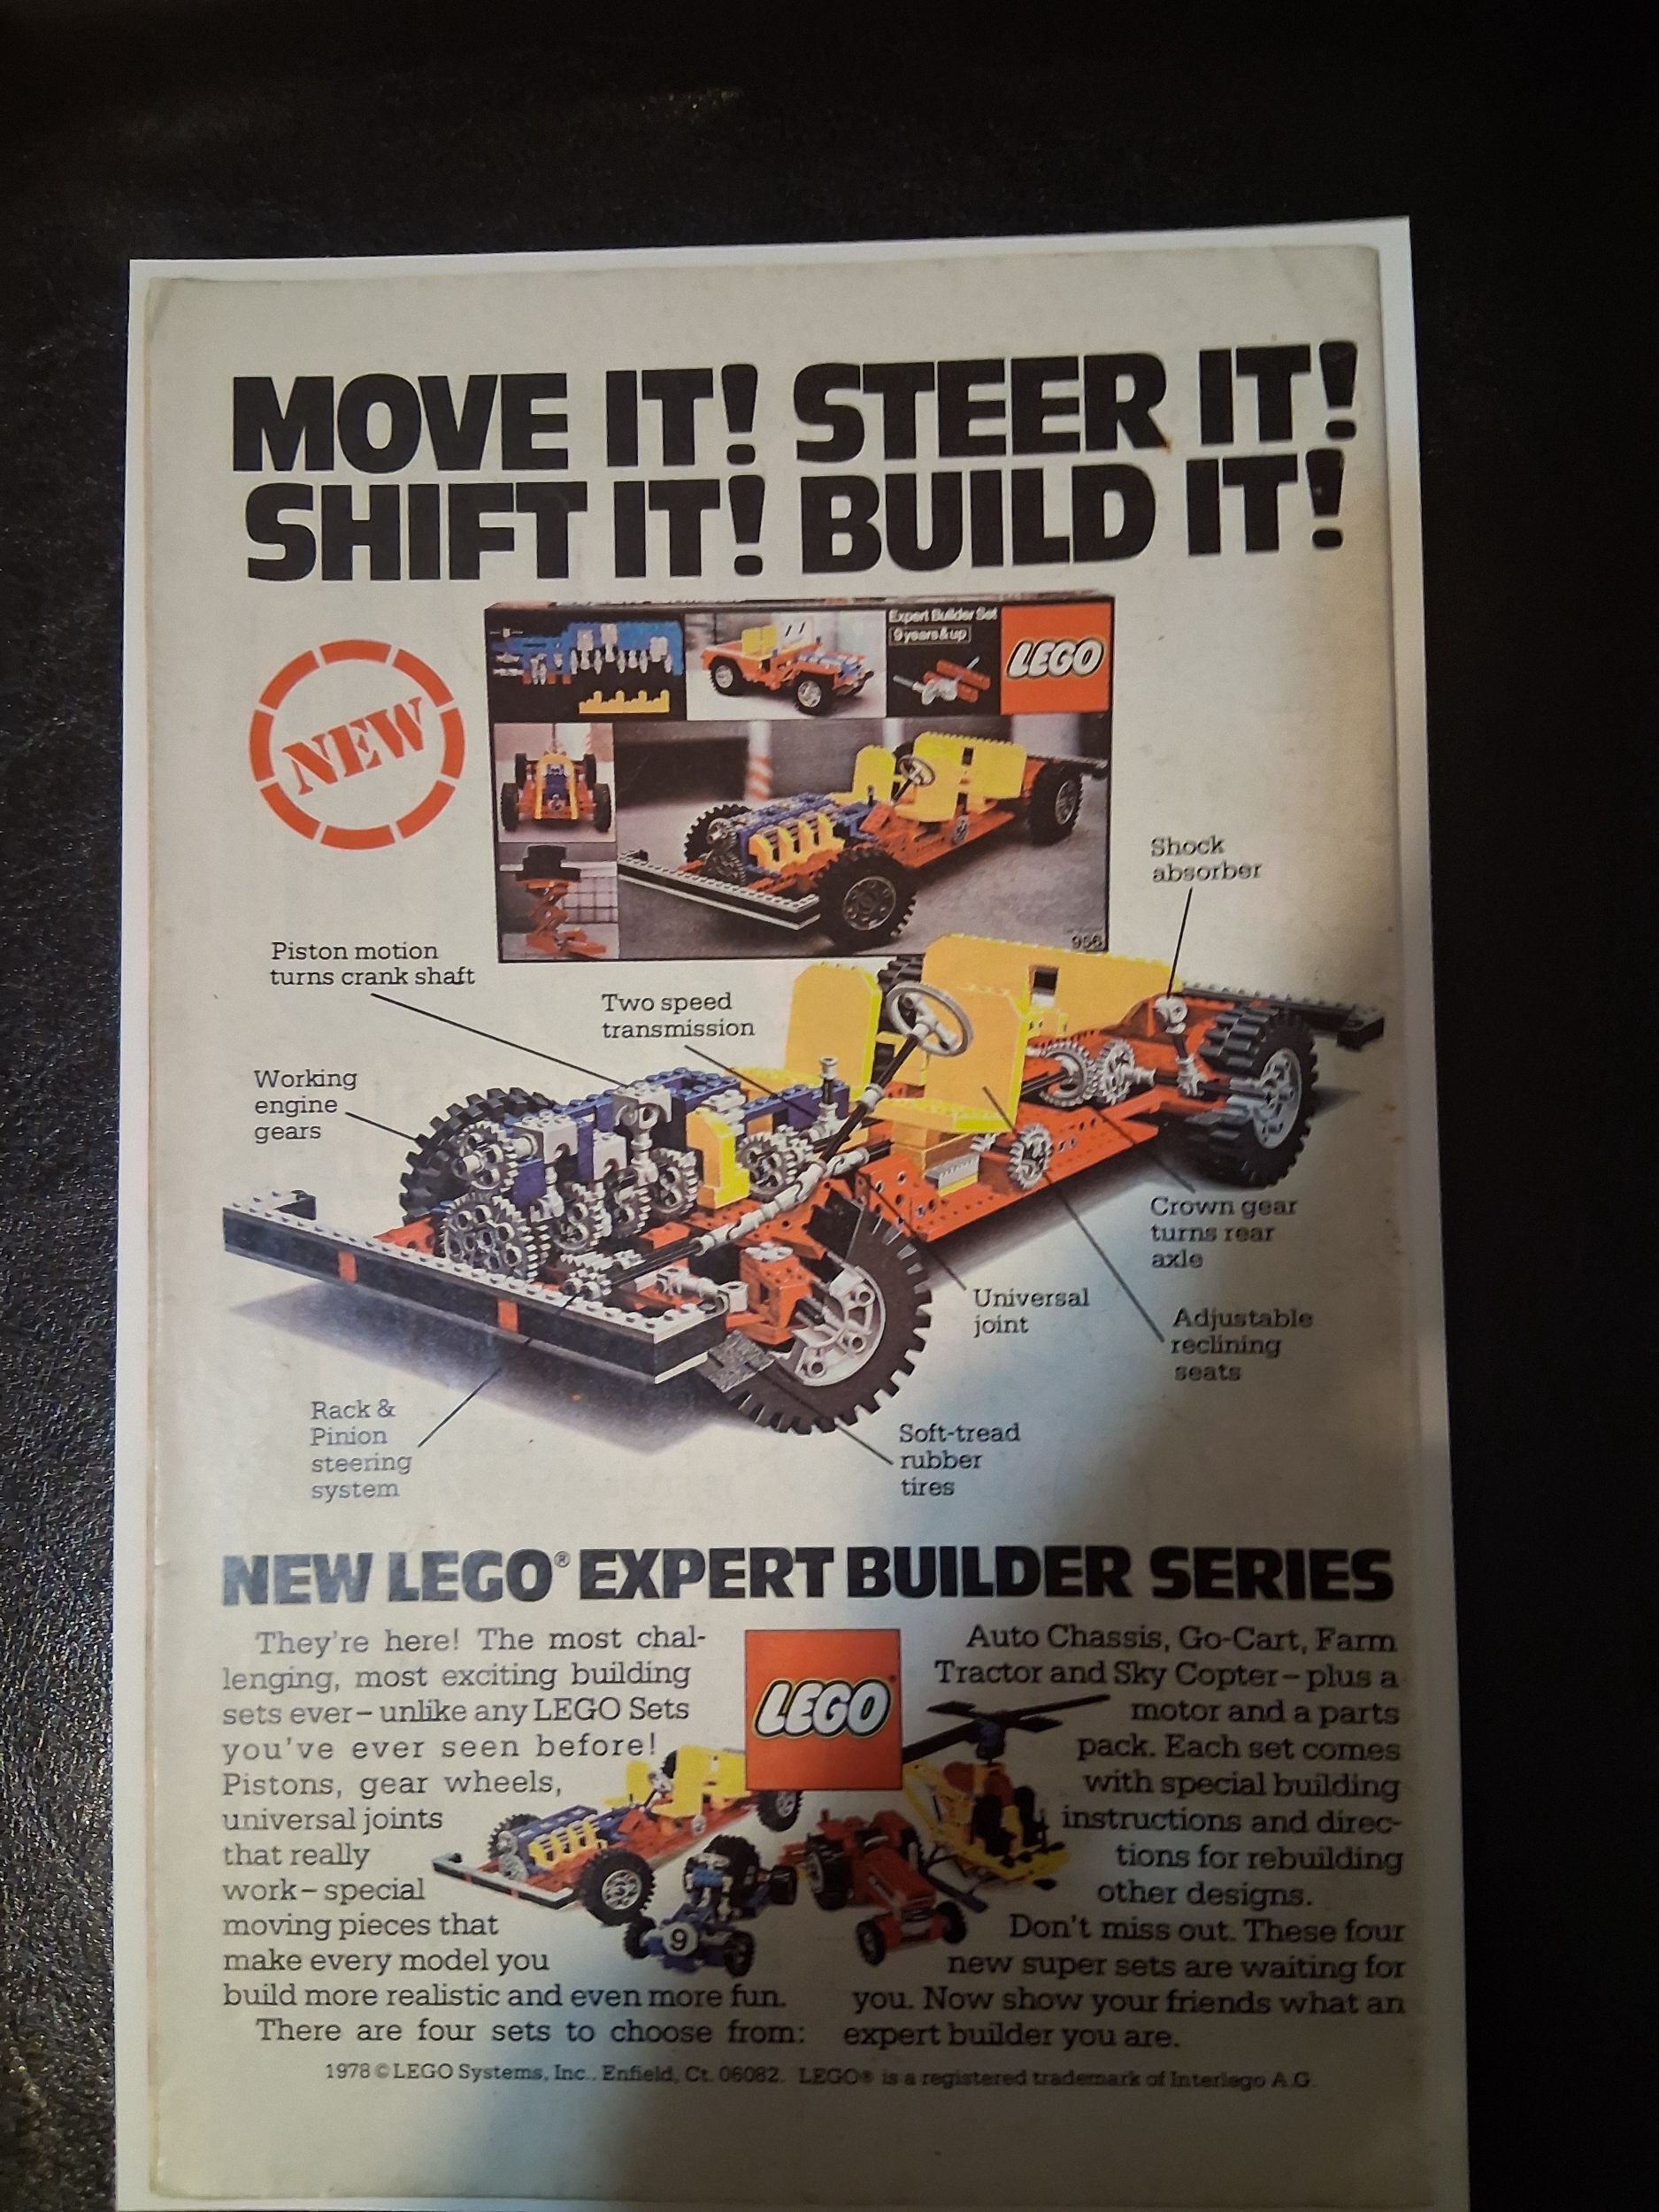 MOVE IT! STEER IT!
SHIFT IT! BUILD IT!
NEW
Expert Builder Set
9 years & up
LEGO
956
Shock
absorber
Piston motion
turns crank shaft
Two speed
transmission
Working
engine
gears
Crown gear
turns rear
axle
Universal
joint
Adjustable
reclining
seats
Rack &
Pinion
steering
system
Soft-tread
rubber
tires
NEW LEGO® EXPERT BUILDER SERIES
They're here! The most chal-
lenging, most exciting building
sets ever – unlike any LEGO Sets
you've ever seen before!
Pistons, gear wheels,
universal joints
that really
work – special
moving pieces that
make every model you
build more realistic and even more fun.
There are four sets to choose from:
LEGO®
9
Auto Chassis, Go-Cart, Farm
Tractor and Sky Copter – plus a
motor and a parts
pack. Each set comes
with special building
instructions and direc-
tions for rebuilding
other designs.
Don't miss out. These four
new super sets are waiting for
you. Now show your friends what an
expert builder you are.
1978 © LEGO Systems, Inc., Enfield, Ct. 06082. LEGO® is a registered trademark of Interlego A.G.